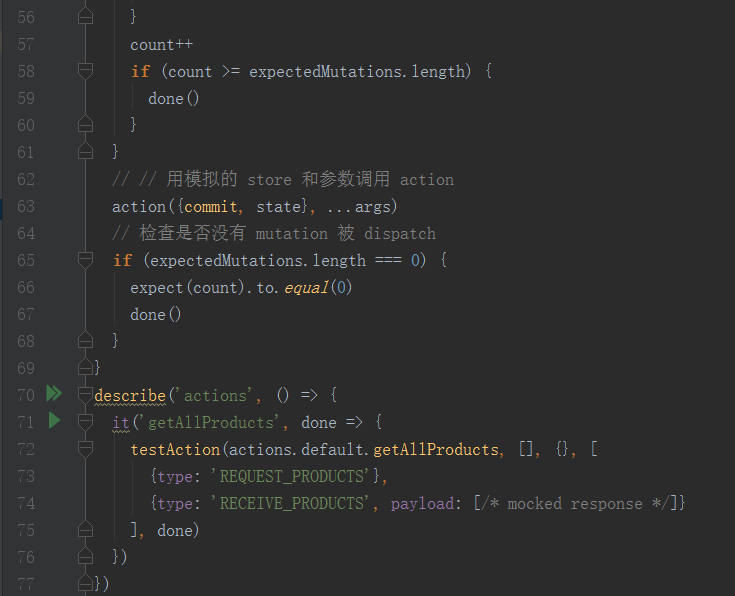 56 }
57 count++
58 if (count >= expectedMutations.length) {
59 done()
60 }
61 }
62 // // 用模拟的 store 和参数调用 action
63 action({commit, state}, ...args)
64 // 检查是否没有 mutation 被 dispatch
65 if (expectedMutations.length === 0) {
66 expect(count).to.equal(0)
67 done()
68 }
69 }
70 describe('actions', () => {
71 it('getAllProducts', done => {
72 testAction(actions.default.getAllProducts, [], {}, [
73 {type: 'REQUEST_PRODUCTS'},
74 {type: 'RECEIVE_PRODUCTS', payload: [/* mocked response */]}
75 ], done)
76 })
77 })